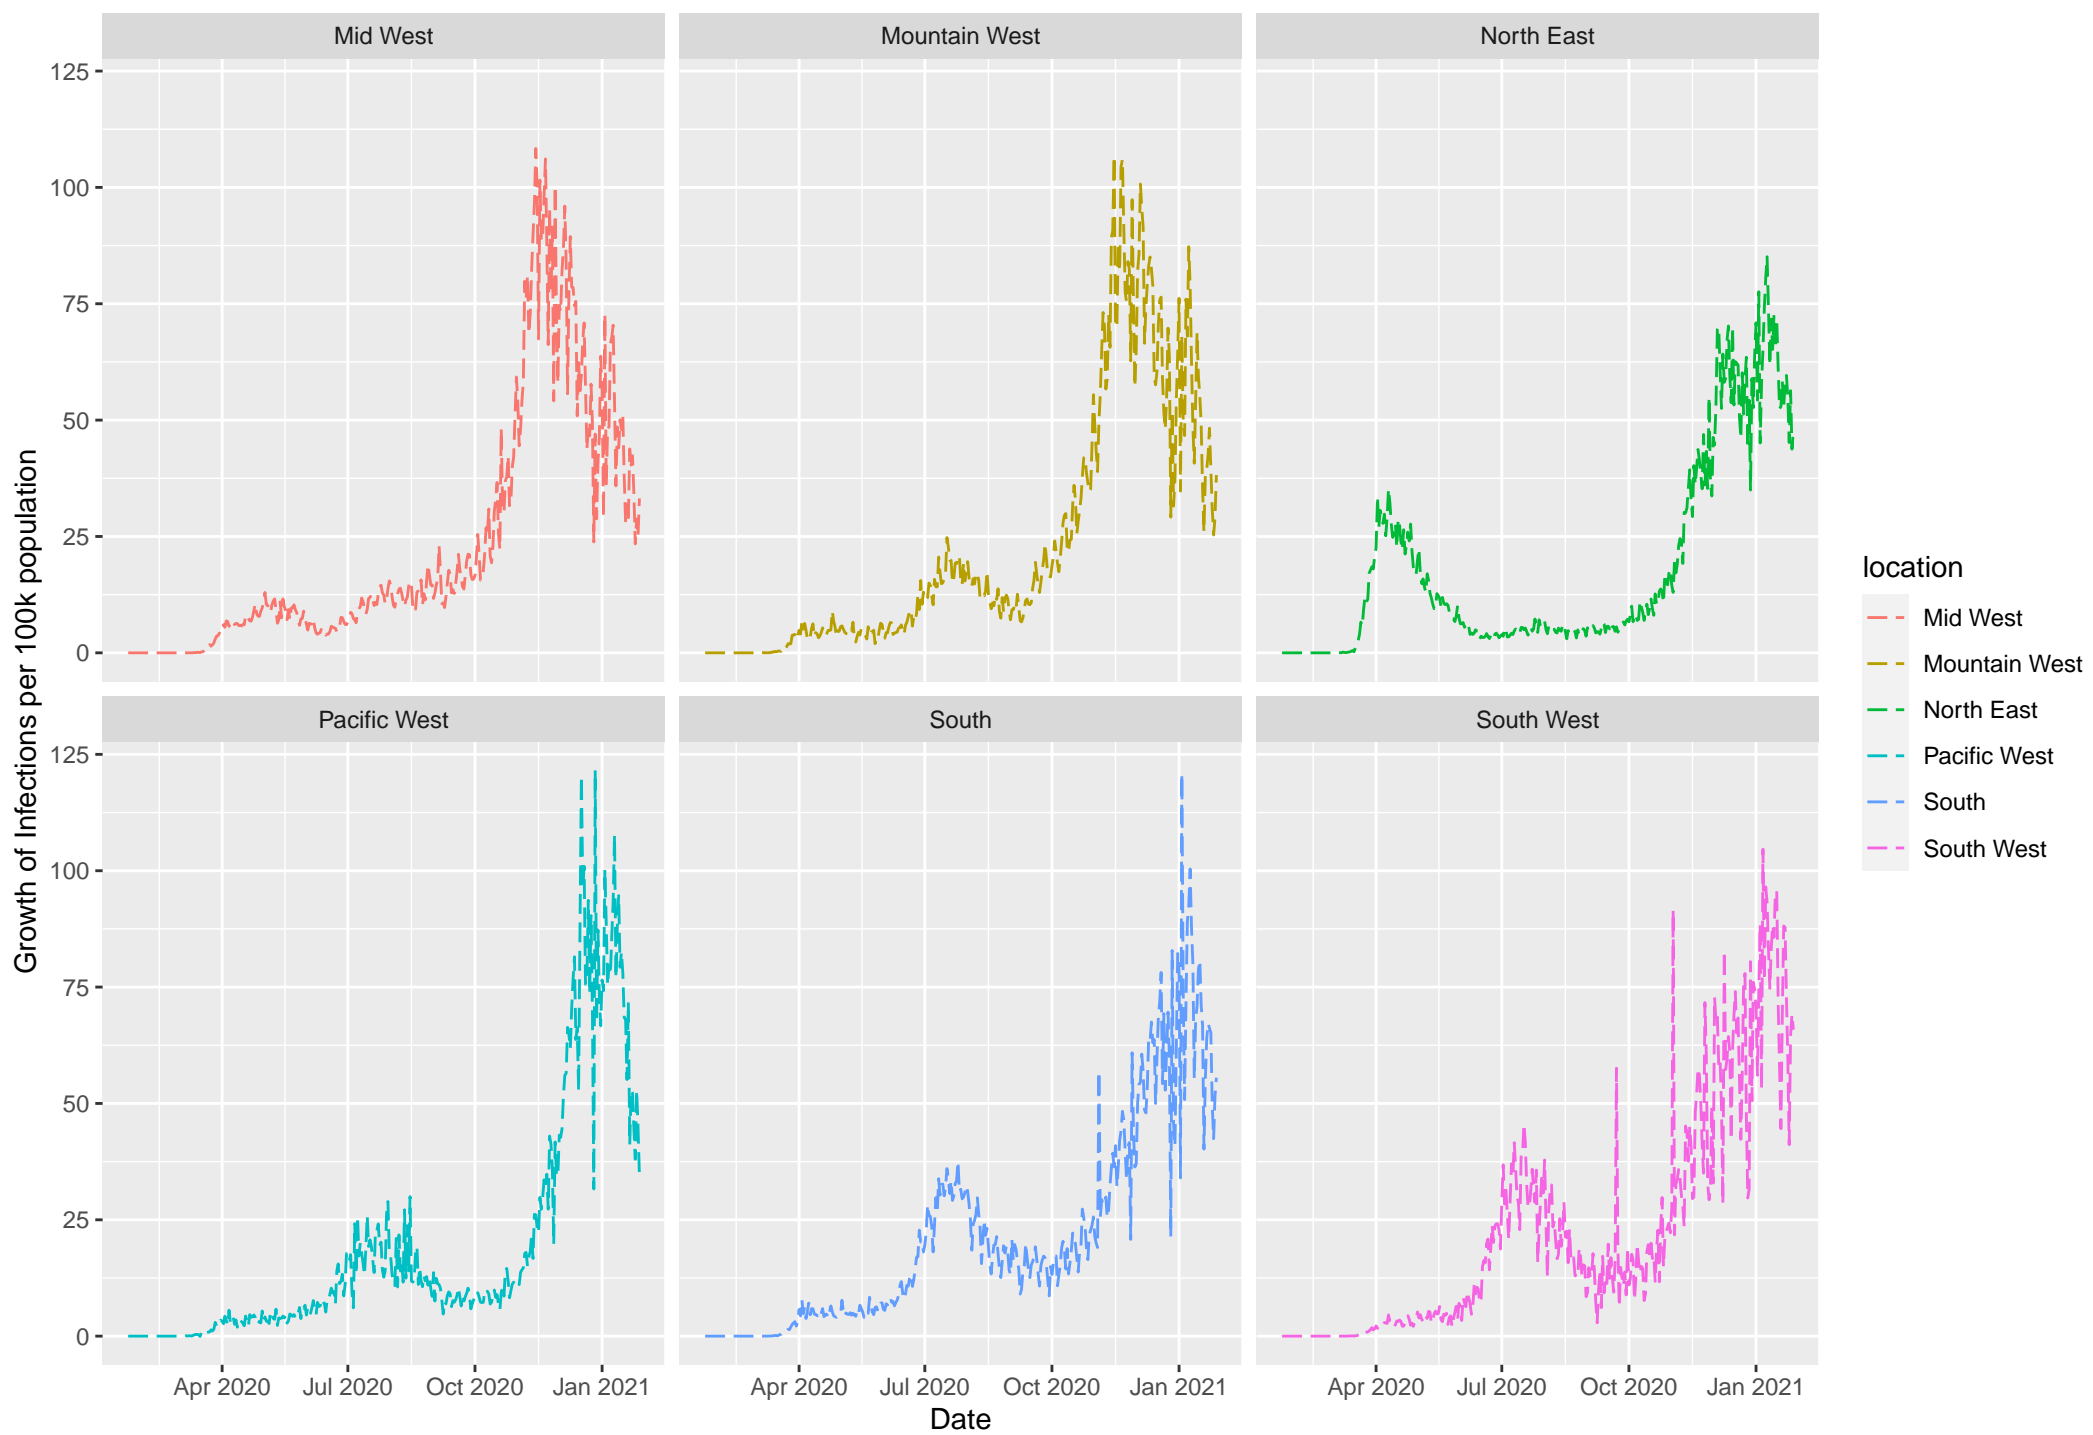 Mid West
Mountain West
North East
125
100
75
50
25
0
Growth of Infections per 100k population
Pacific West
South
South West
125
100
75
50
25
0
Apr 2020
Jul 2020
Oct 2020
Jan 2021
Apr 2020
Jul 2020
Oct 2020
Jan 2021
Apr 2020
Jul 2020
Oct 2020
Jan 2021
Date
location
Mid West
Mountain West
North East
Pacific West
South
South West